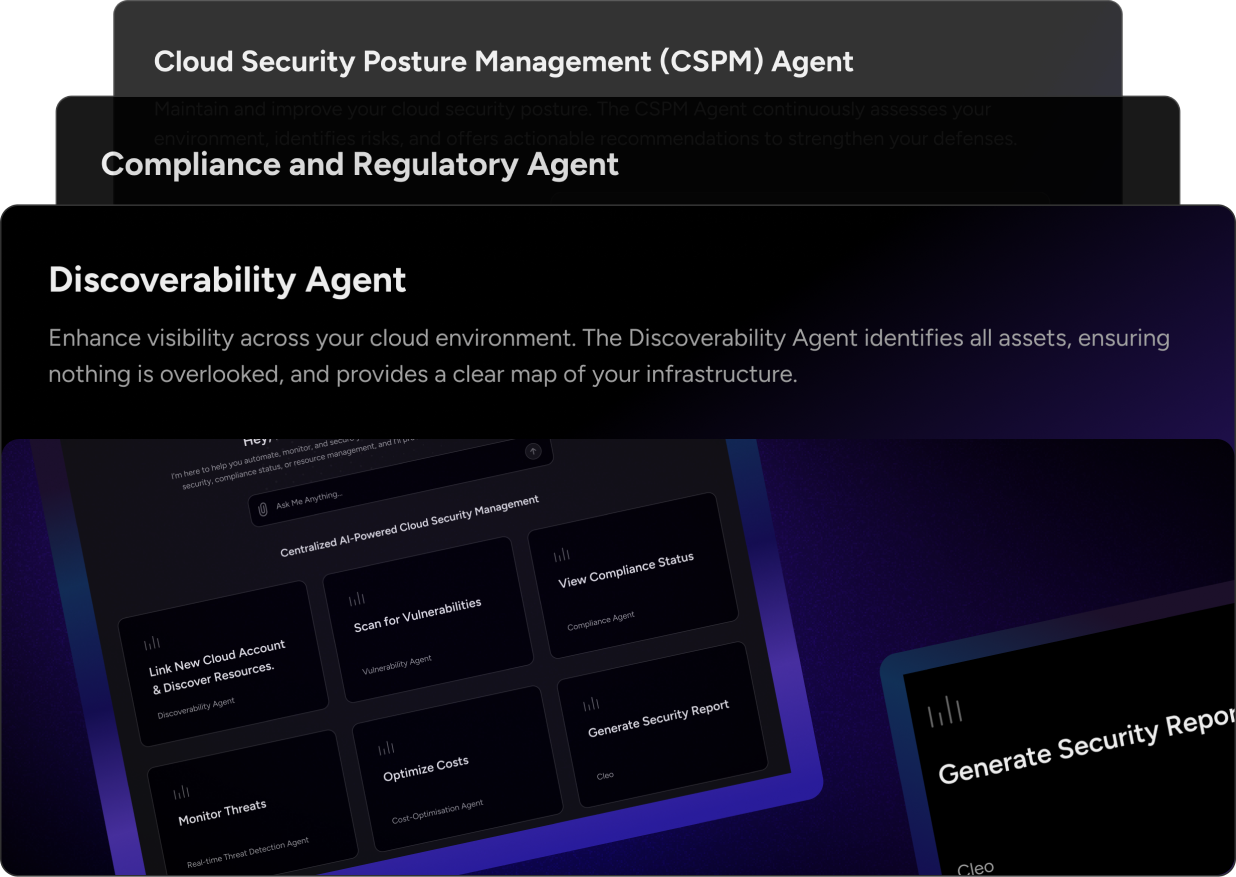 Cloud Security Posture Management (CSPM) Agent
Maintain and improve your cloud security posture. The CSPM Agent continuously assesses your
environment, identifies risks, and offers actionable recommendations to strengthen your defenses.
Compliance and Regulatory Agent
Discoverability Agent
Enhance visibility across your cloud environment. The Discoverability Agent identifies all assets, ensuring
nothing is overlooked, and provides a clear map of your infrastructure.
Hey,
I'm here to help you automate, monitor, and secure
security, compliance status, or resource management, and I'll
Ask Me Anything...
Centralized AI-Powered Cloud Security Management
Link New Cloud Account
& Discover Resources.
Discoverability Agent
Scan for Vulnerabilities
Vulnerability Agent
View Compliance Status
Compliance Agent
Monitor Threats
Real-time Threat Detection Agent
Optimize Costs
Cost-Optimisation Agent
Generate Security Report
Cleo
Generate Security Repor
Cleo